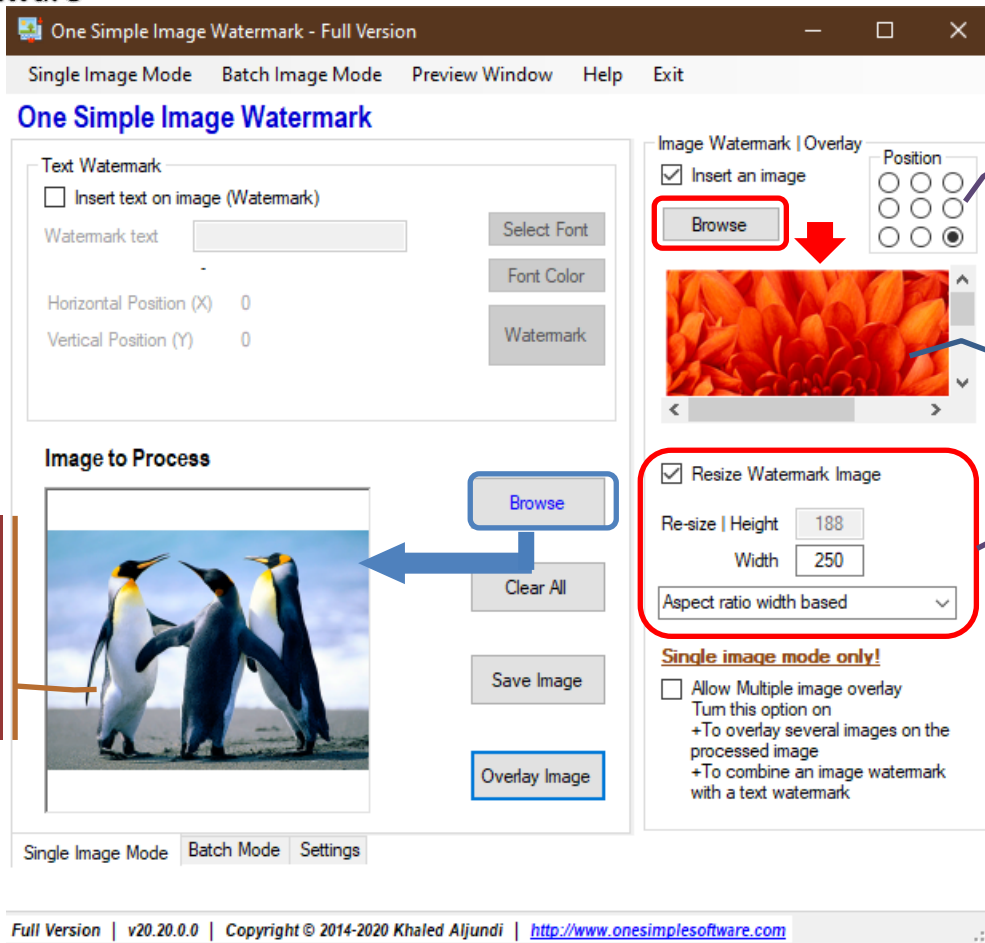 One Simple Image Watermark - Full Version
Single Image Mode Batch Image Mode Preview Window Help Exit
One Simple Image Watermark
Text Watermark
Insert text on image (Watermark)
Watermark text
Select Font
-
Font Color
Horizontal Position (X) 0
Vertical Position (Y) 0
Watermark
Image to Process
Browse
Clear All
Save Image
Overlay Image
Image Watermark | Overlay
Insert an image
Position
Browse
Resize Watermark Image
Re-size | Height 188
Width 250
Aspect ratio width based
Single image mode only!
Allow Multiple image overlay
Turn this option on
+To overlay several images on the
processed image
+To combine an image watermark
with a text watermark
Single Image Mode Batch Mode Settings
Full Version | v20.20.0.0 | Copyright © 2014-2020 Khaled Aljundi | http://www.onesimplesoftware.com